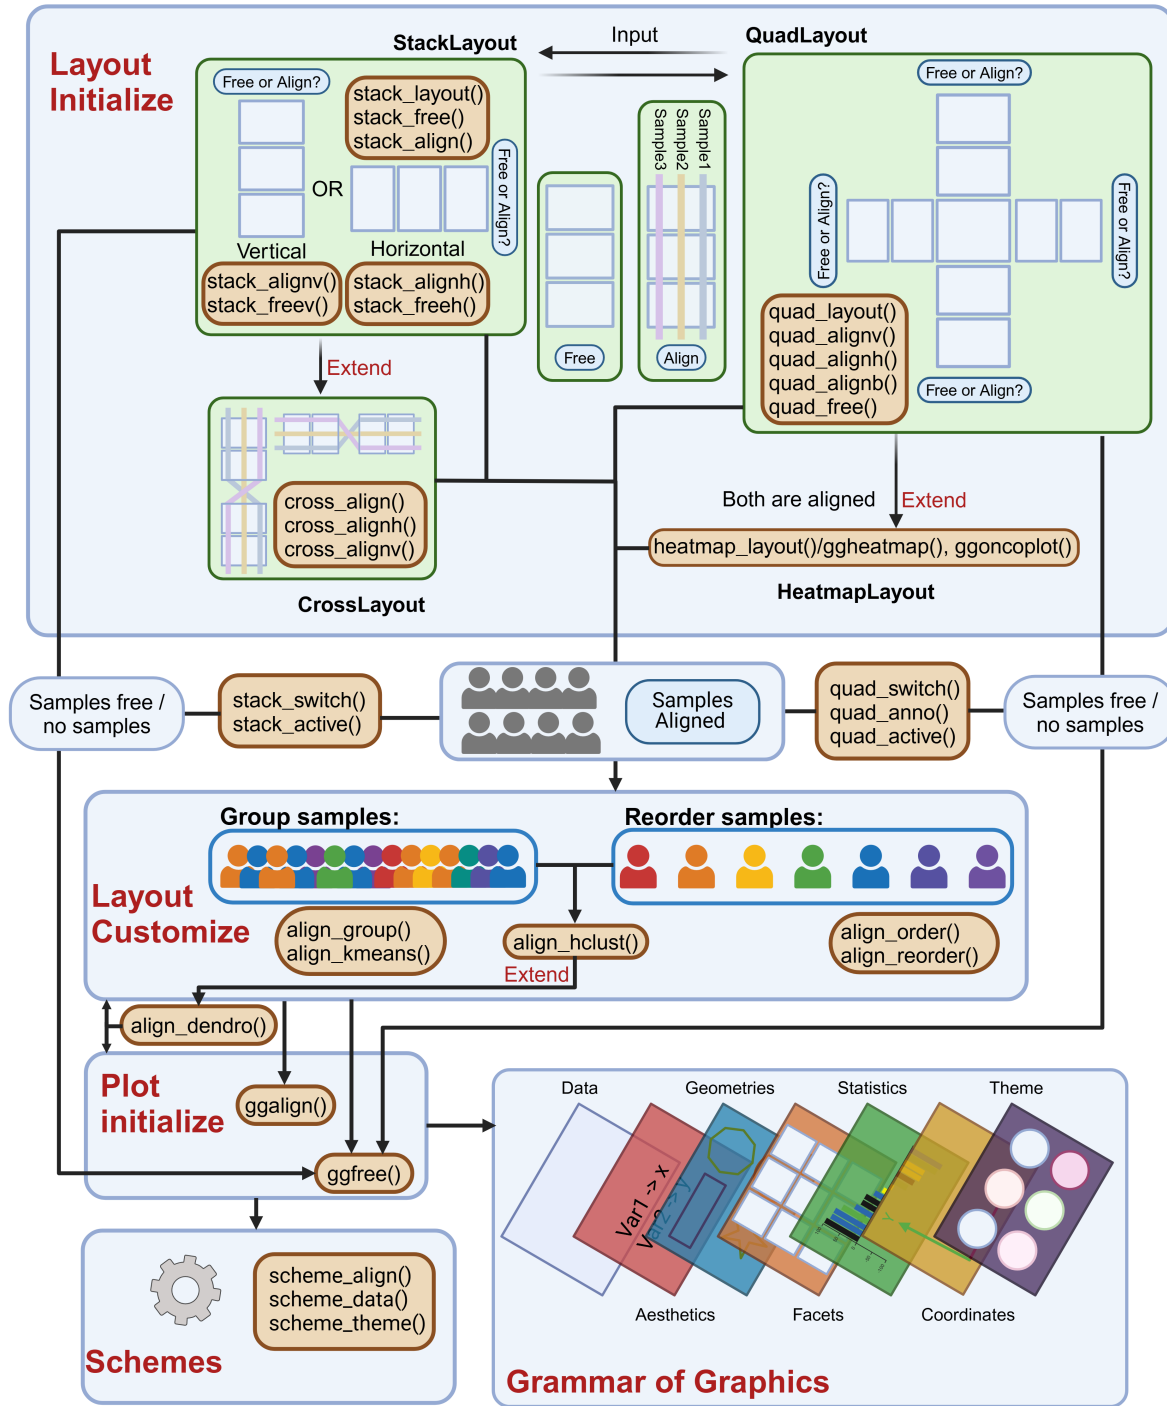 Layout
Initialize
StackLayout
Input
QuadLayout
Free or Align?
stack_layout()
stack_free()
stack_align()
Free or Align?
OR
Vertical
Horizontal
stack_alignv()
stack_freev()
stack_alignh()
stack_freeh()
Free
Sample3
Sample2
Sample1
Align
Free or Align?
Free or Align?
Free or Align?
quad_layout()
quad_alignv()
quad_alignh()
quad_alignb()
quad_free()
Free or Align?
Extend
cross_align()
cross_alignh()
cross_alignv()
CrossLayout
Both are aligned
Extend
heatmap_layout()/ggheatmap(), ggoncoplot()
HeatmapLayout
Samples free /
no samples
stack_switch()
stack_active()
Samples
Aligned
quad_switch()
quad_anno()
quad_active()
Samples free /
no samples
Group samples:
Reorder samples:
Layout
Customize
align_group()
align_kmeans()
align_hclust()
align_order()
align_reorder()
Extend
align_dendro()
Plot
initialize
ggalign()
ggfree()
Schemes
scheme_align()
scheme_data()
scheme_theme()
Data
Geometries
Statistics
Theme
Var1 -> x
Var2 -> y
Y
Aesthetics
Facets
Coordinates
Grammar of Graphics